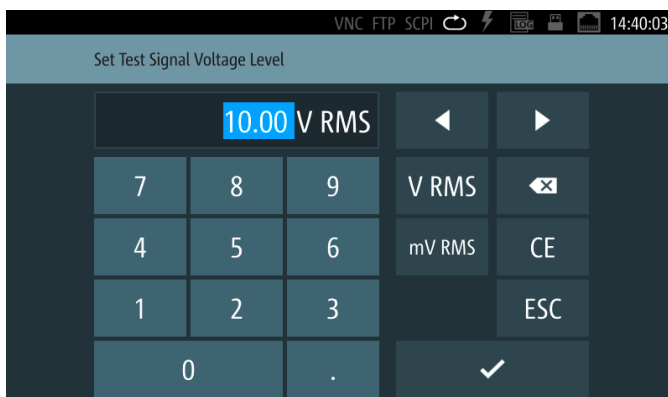 VNC FTP SCPI LOG 14:40:03
Set Test Signal Voltage Level
10.00 V RMS
7 8 9 V RMS
4 5 6 mV RMS CE
1 2 3 ESC
0 .